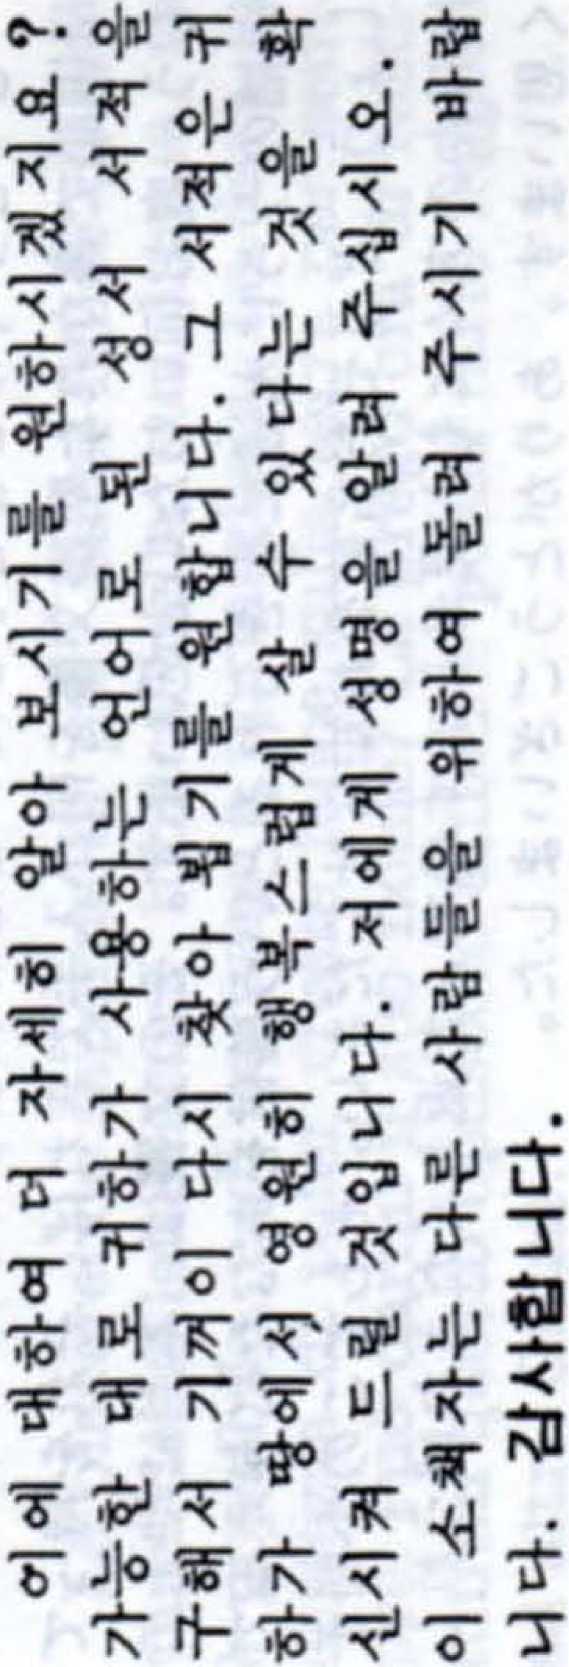 이에 대하여 더 자세히 알아 보시기를 원하시겠지요?
가능한 대로 귀하가 사용하는 언어로 된 성서 서적을
구해서 기꺼이 다시 찾아 뵙기를 원합니다. 그 서적은 귀
하가 땅에서 영원히 행복스럽게 살 수 있다는 것을 확
신시켜 드릴 것입니다. 저에게 성명을 알려 주십시오.
이 소책자는 다른 사람들을 위하여 돌려 주시기 바랍
니다. 감사합니다.